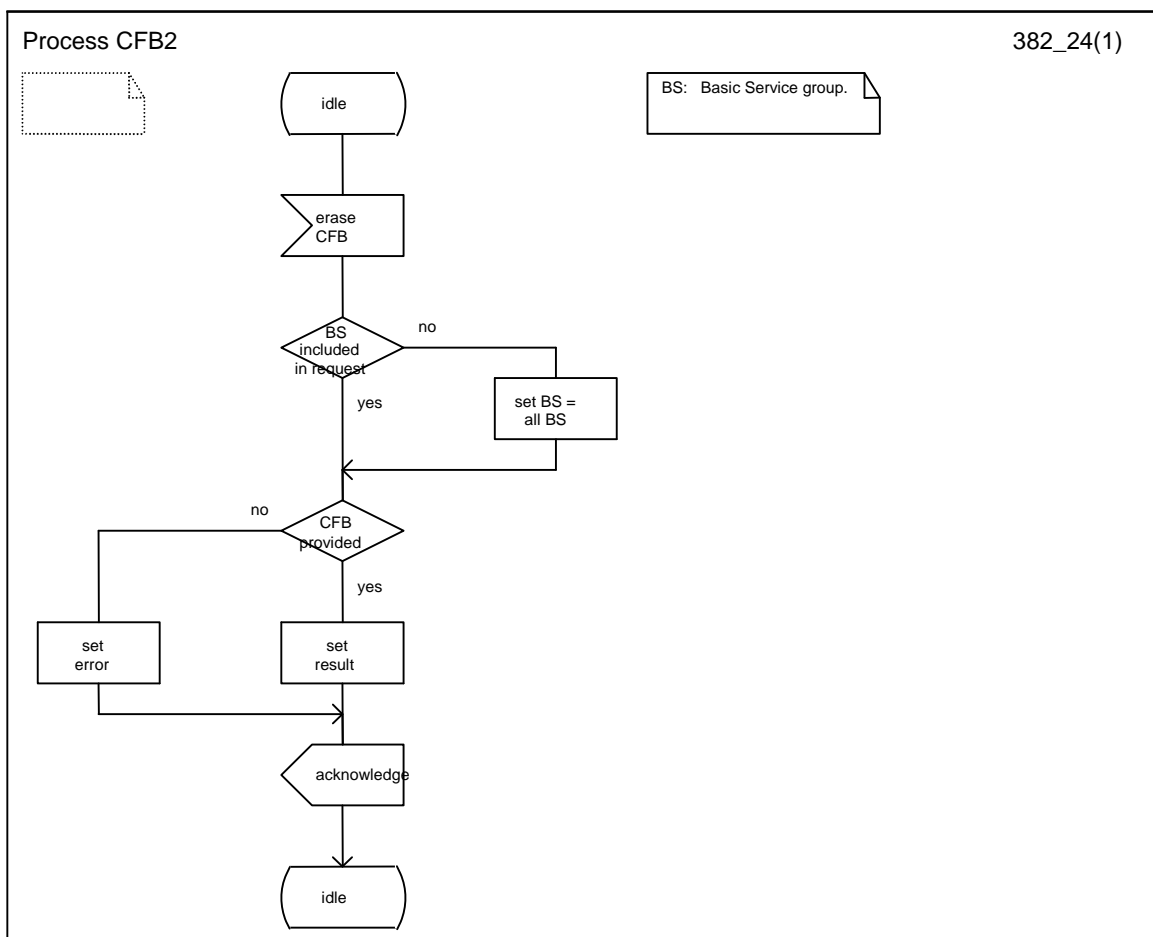 Process CFB2
382_24(1)
idle
BS: Basic Service group.
erase
CFB
BS
included
in request
no
yes
set BS =
all BS
no
CFB
provided
yes
set
error
set
result
acknowledge
idle